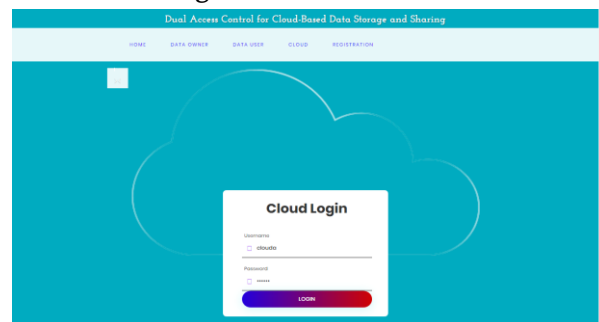 Dual Access Control for Cloud-Based Data Storage and Sharing
HOME DATA OWNER DATA USER CLOUD REGISTRATION
Cloud Login
Username
Password
LOGIN